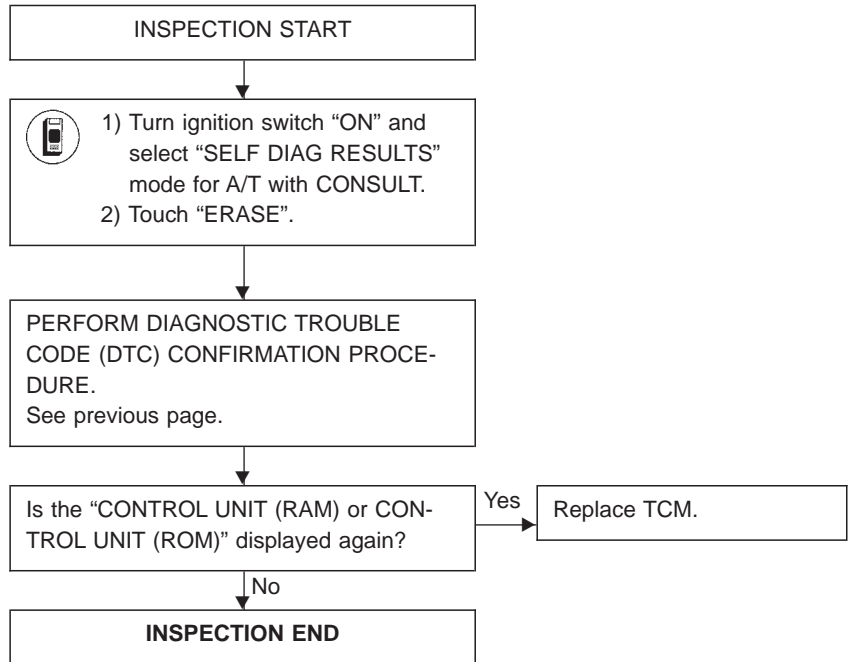 INSPECTION START
1) Turn ignition switch “ON” and
select “SELF DIAG RESULTS”
mode for A/T with CONSULT.
2) Touch “ERASE”.
PERFORM DIAGNOSTIC TROUBLE
CODE (DTC) CONFIRMATION PROCE-
DURE.
See previous page.
Is the “CONTROL UNIT (RAM) or CON-
TROL UNIT (ROM)” displayed again?
Yes
Replace TCM.
No
INSPECTION END